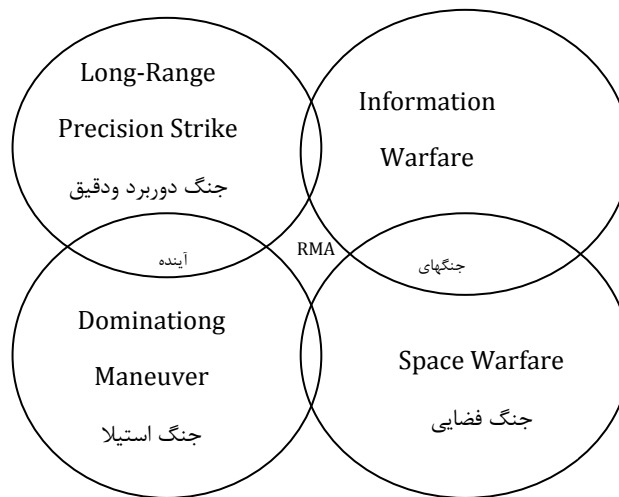 Long-Range
Precision Strike
جنگ دوربرد ودقیق
Information
Warfare
RMA
آینده
جنگهای
Dominationg
Maneuver
جنگ استیلا
Space Warfare
جنگ فضایی